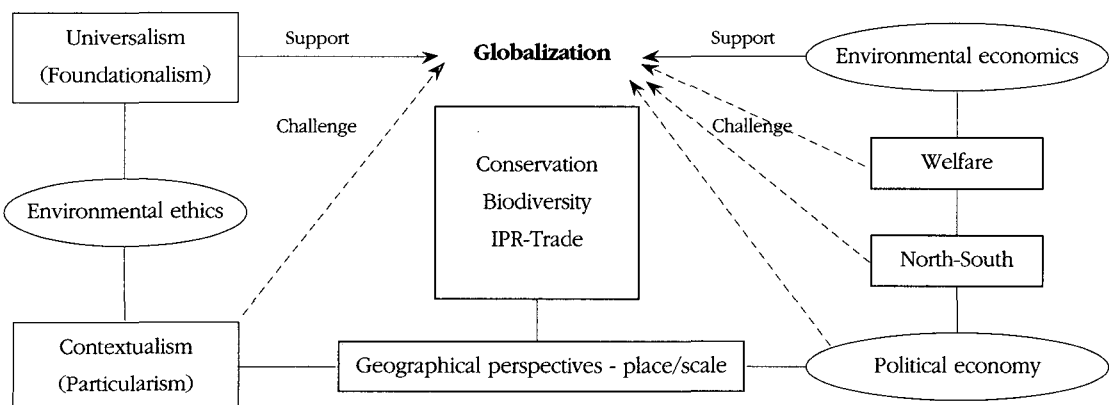 Universalism
(Foundationalism)
Support
Globalization
Support
Environmental economics
Challenge
Challenge
Conservation
Biodiversity
IPR-Trade
Welfare
Environmental ethics
North-South
Contextualism
(Particularism)
Geographical perspectives - place/scale
Political economy